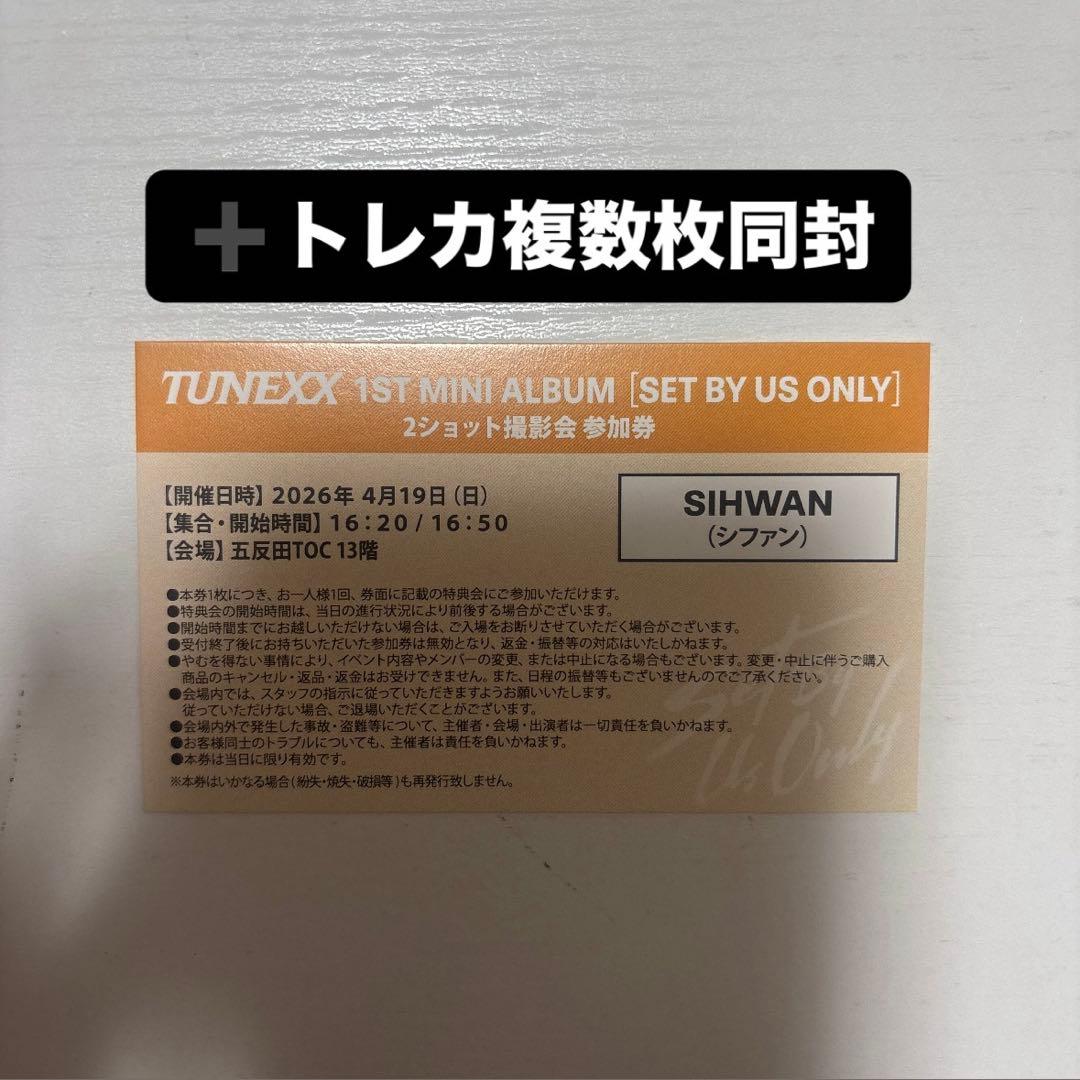 ➕トレカ複数枚同封
TUNEXX 1ST MINI ALBUM [SET BY US ONLY]
2ショット撮影会 参加券
【開催日時】2026年 4月19日(日)
【集合・開始時間】16:20 / 16:50
【会場】五反田TOC 13階
SIHWAN
(シファン)
●本券1枚につき、お一人様1回、券面に記載の特典会にご参加いただけます。
●特典会の開始時間は、当日の進行状況により前後する場合がございます。
●開始時間までにお越しいただけない場合は、ご入場をお断りさせていただく場合がございます。
●受付終了後にお持ちいただいた参加券は無効となり、返金・振替等の対応はいたしかねます。
●やむを得ない事情により、イベント内容やメンバーの変更、または中止になる場合もございます。変更・中止に伴うご購入
商品のキャンセル・返品・返金はお受けできません。また、日程の振替等もございませんのでご了承ください。
●会場内では、スタッフの指示に従っていただきますようお願いいたします。
従っていただけない場合、ご退場いただくことがございます。
●会場内外で発生した事故・盗難等について、主催者・会場・出演者は一切責任を負いかねます。
●お客様同士のトラブルについても、主催者は責任を負いかねます。
●本券は当日に限り有効です。
※本券はいかなる場合(紛失・焼失・破損等)も再発行致しません。
Set by
Us Only